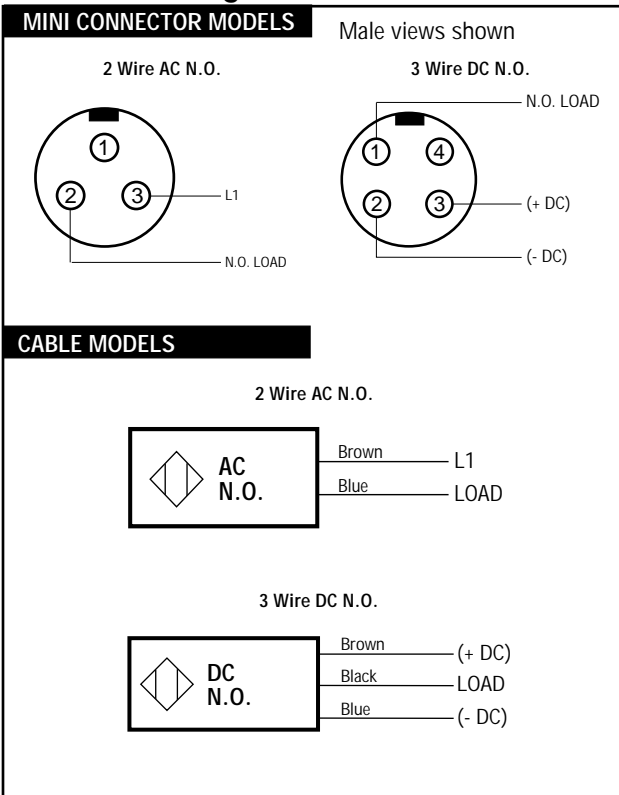 MINI CONNECTOR MODELS
Male views shown
2 Wire AC N.O.
1
2
3
L1
N.O. LOAD
3 Wire DC N.O.
N.O. LOAD
1
4
2
3
(+ DC)
(- DC)
CABLE MODELS
2 Wire AC N.O.
AC
N.O.
Brown
L1
Blue
LOAD
3 Wire DC N.O.
DC
N.O.
Brown
(+ DC)
Black
LOAD
Blue
(- DC)